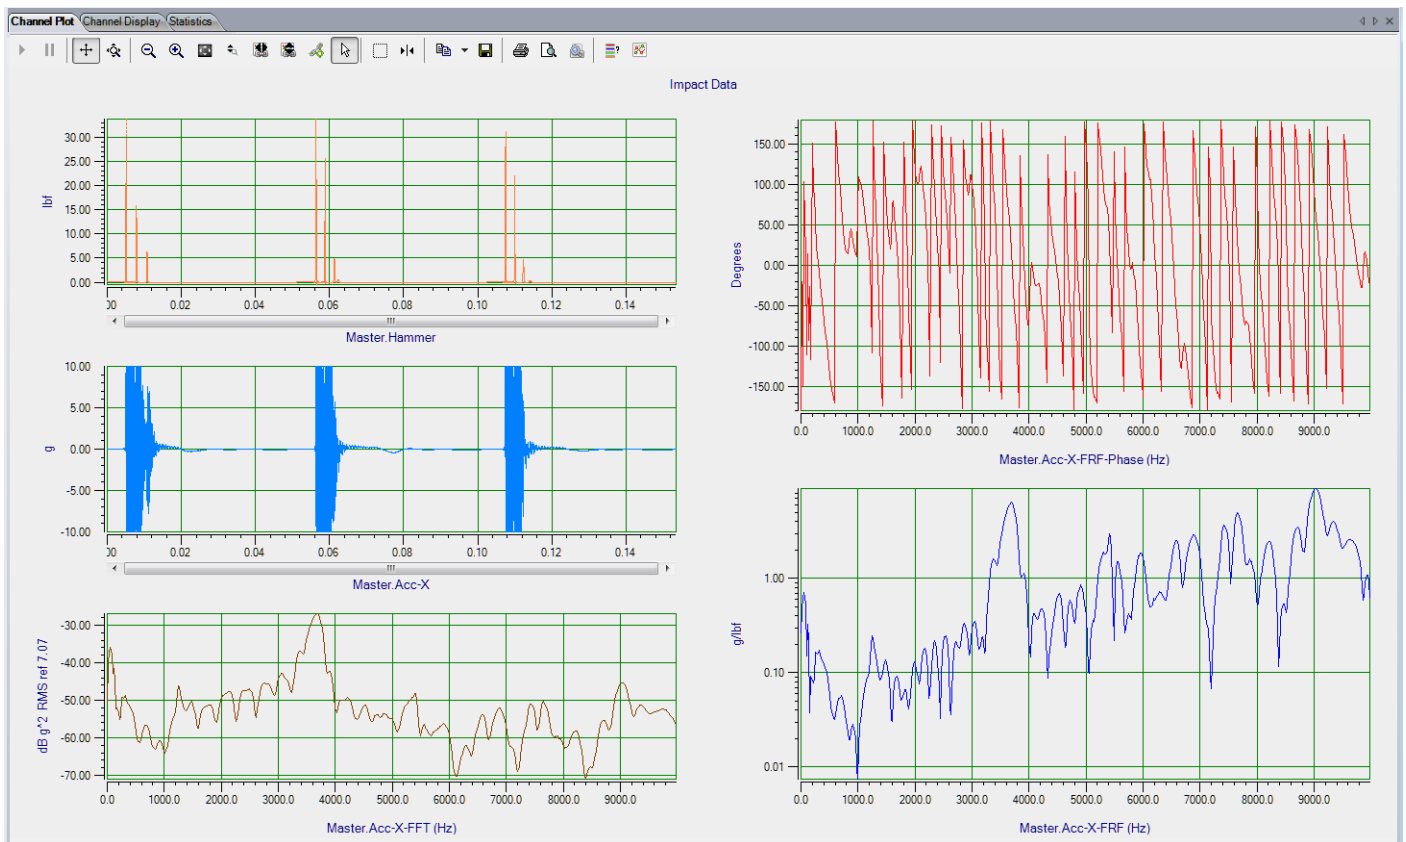 Channel Plot Channel Display Statistics
Impact Data
30.00
25.00
20.00
15.00
10.00
5.00
0.00
lbf
00 0.02 0.04 0.06 0.08 0.10 0.12 0.14
Master.Hammer
10.00
5.00
0.00
-5.00
-10.00
g
00 0.02 0.04 0.06 0.08 0.10 0.12 0.14
Master.Acc-X
-30.00
-40.00
-50.00
-60.00
-70.00
dB g^2 RMS ref 7.07
0.0 1000.0 2000.0 3000.0 4000.0 5000.0 6000.0 7000.0 8000.0 9000.0
Master.Acc-X-FFT (Hz)
150.00
100.00
50.00
0.00
-50.00
-100.00
-150.00
Degrees
0.0 1000.0 2000.0 3000.0 4000.0 5000.0 6000.0 7000.0 8000.0 9000.0
Master.Acc-X-FRF-Phase (Hz)
1.00
0.10
0.01
g/lbf
0.0 1000.0 2000.0 3000.0 4000.0 5000.0 6000.0 7000.0 8000.0 9000.0
Master.Acc-X-FRF (Hz)